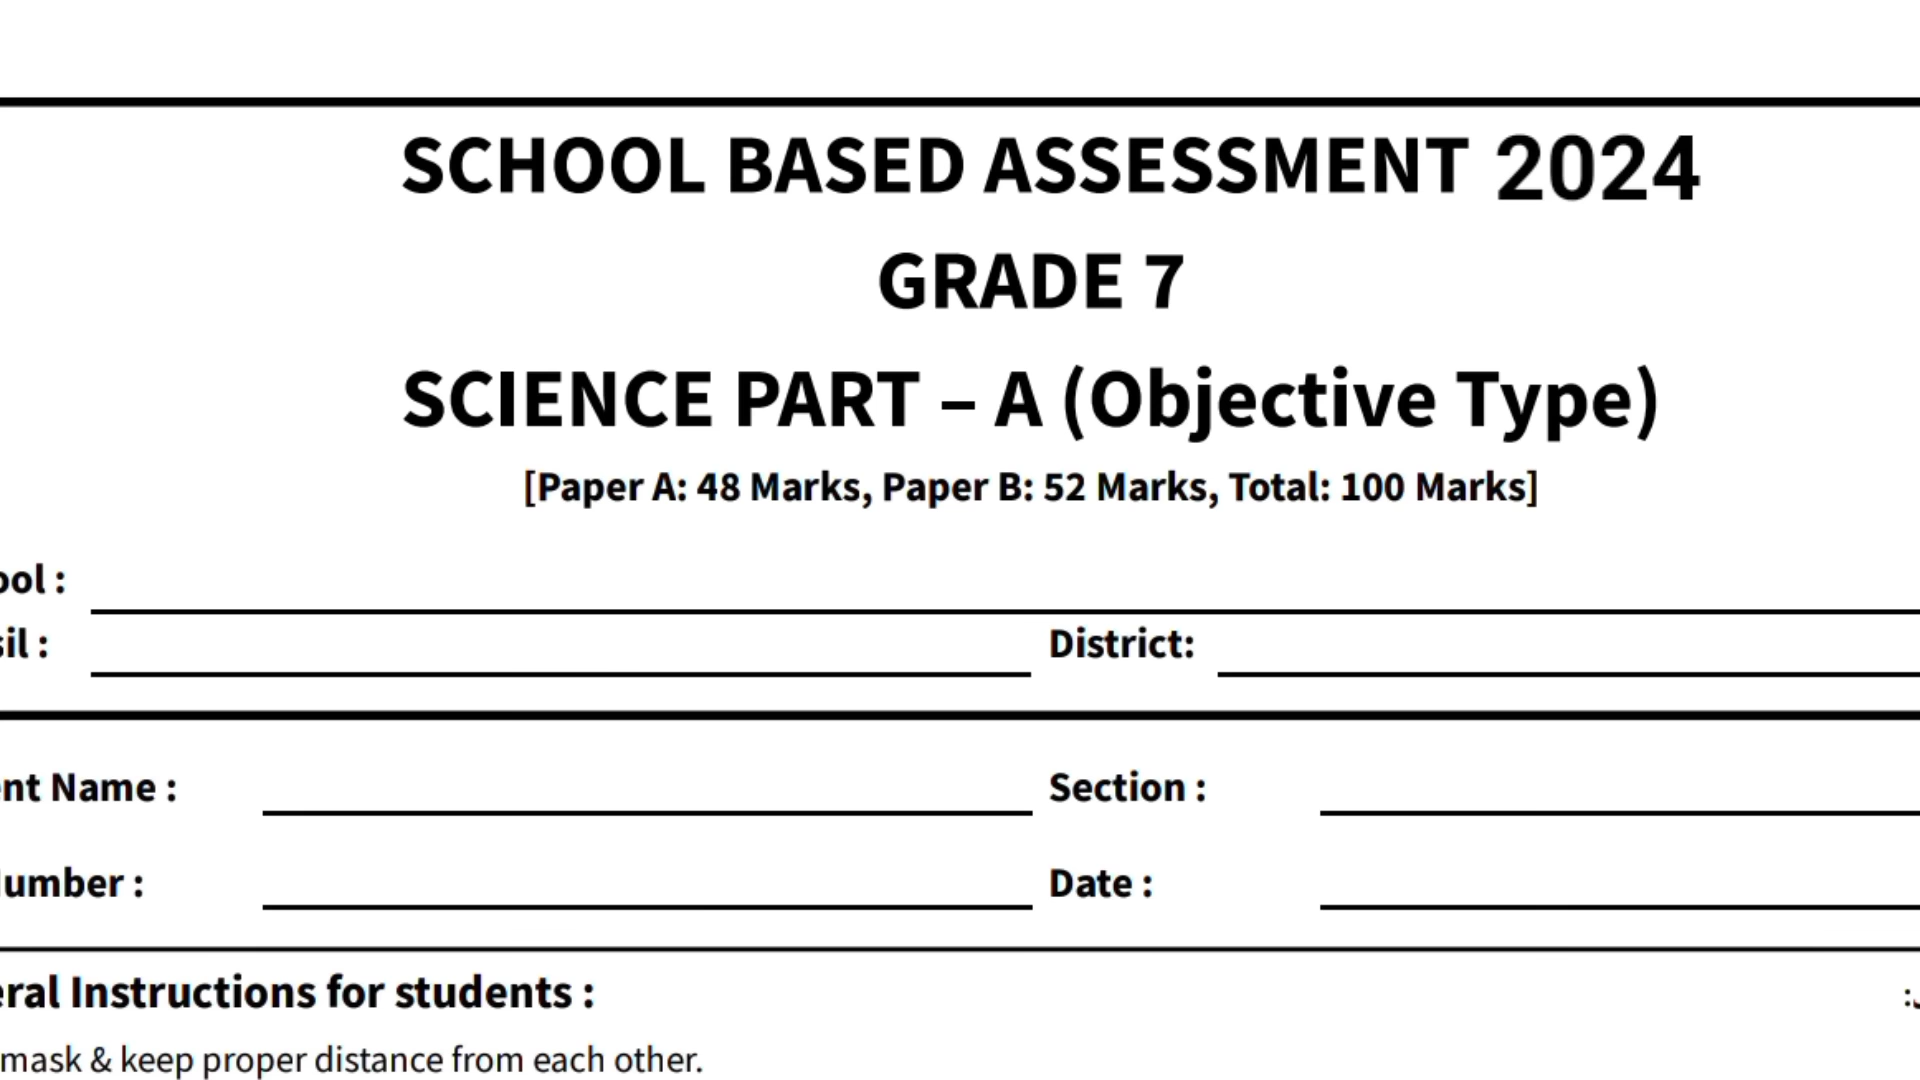 SCHOOL BASED ASSESSMENT 2024
GRADE 7
SCIENCE PART – A (Objective Type)
[Paper A: 48 Marks, Paper B: 52 Marks, Total: 100 Marks]
ool :
sil :
District:
ent Name :
Section :
umber :
Date :
eral Instructions for students :
mask & keep proper distance from each other.